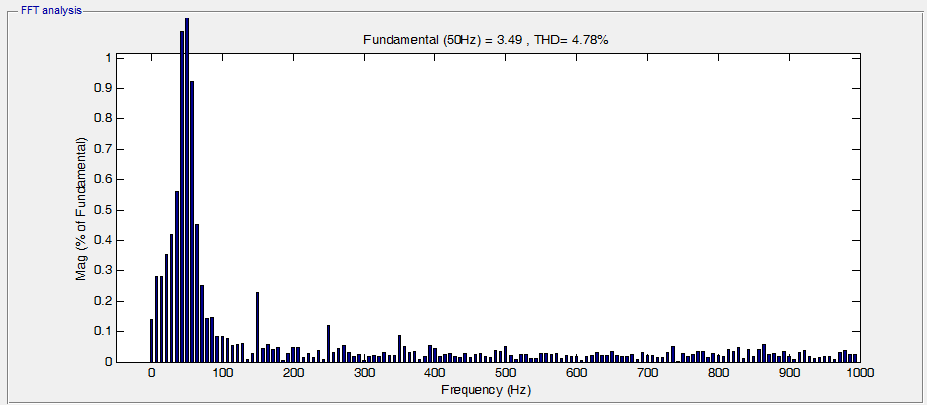 FFT analysis
Fundamental (50Hz) = 3.49 , THD= 4.78%
1
0.9
0.8
0.7
0.6
0.5
0.4
0.3
0.2
0.1
0
Mag (% of Fundamental)
0 100 200 300 400 500 600 700 800 900 1000
Frequency (Hz)